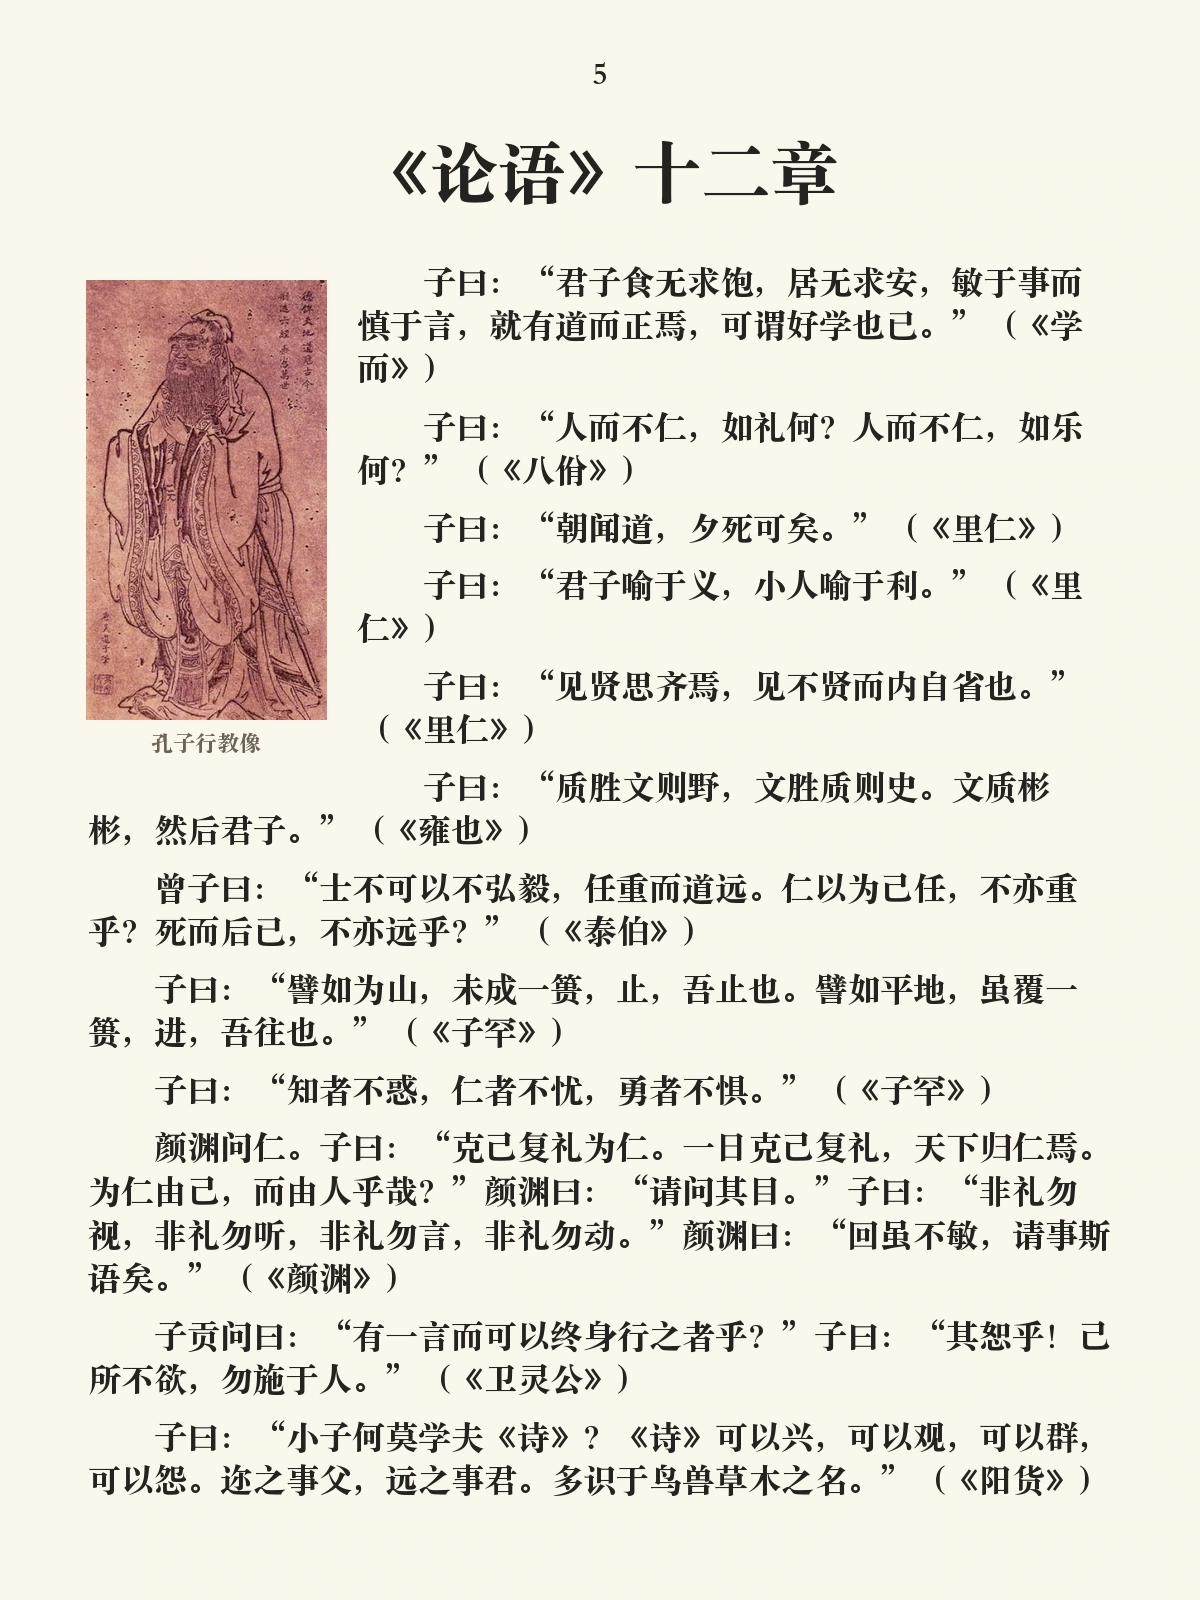 5
《论语》十二章
子曰：“君子食无求饱，居无求安，敏于事而
慎于言，就有道而正焉，可谓好学也已。”（《学
而》）
子曰：“人而不仁，如礼何？人而不仁，如乐
何？”（《八佾》）
子曰：“朝闻道，夕死可矣。”（《里仁》）
子曰：“君子喻于义，小人喻于利。”（《里
仁》）
子曰：“见贤思齐焉，见不贤而内自省也。”
（《里仁》）
孔子行教像
子曰：“质胜文则野，文胜质则史。文质彬
彬，然后君子。”（《雍也》）
曾子曰：“士不可以不弘毅，任重而道远。仁以为己任，不亦重
乎？死而后已，不亦远乎？”（《泰伯》）
子曰：“譬如为山，未成一篑，止，吾止也。譬如平地，虽覆一
篑，进，吾往也。”（《子罕》）
子曰：“知者不惑，仁者不忧，勇者不惧。”（《子罕》）
颜渊问仁。子曰：“克己复礼为仁。一日克己复礼，天下归仁焉。
为仁由己，而由人乎哉？”颜渊曰：“请问其目。”子曰：“非礼勿
视，非礼勿听，非礼勿言，非礼勿动。”颜渊曰：“回虽不敏，请事斯
语矣。”（《颜渊》）
子贡问曰：“有一言而可以终身行之者乎？”子曰：“其恕乎！己
所不欲，勿施于人。”（《卫灵公》）
子曰：“小子何莫学夫《诗》？《诗》可以兴，可以观，可以群，
可以怨。迩之事父，远之事君。多识于鸟兽草木之名。”（《阳货》）